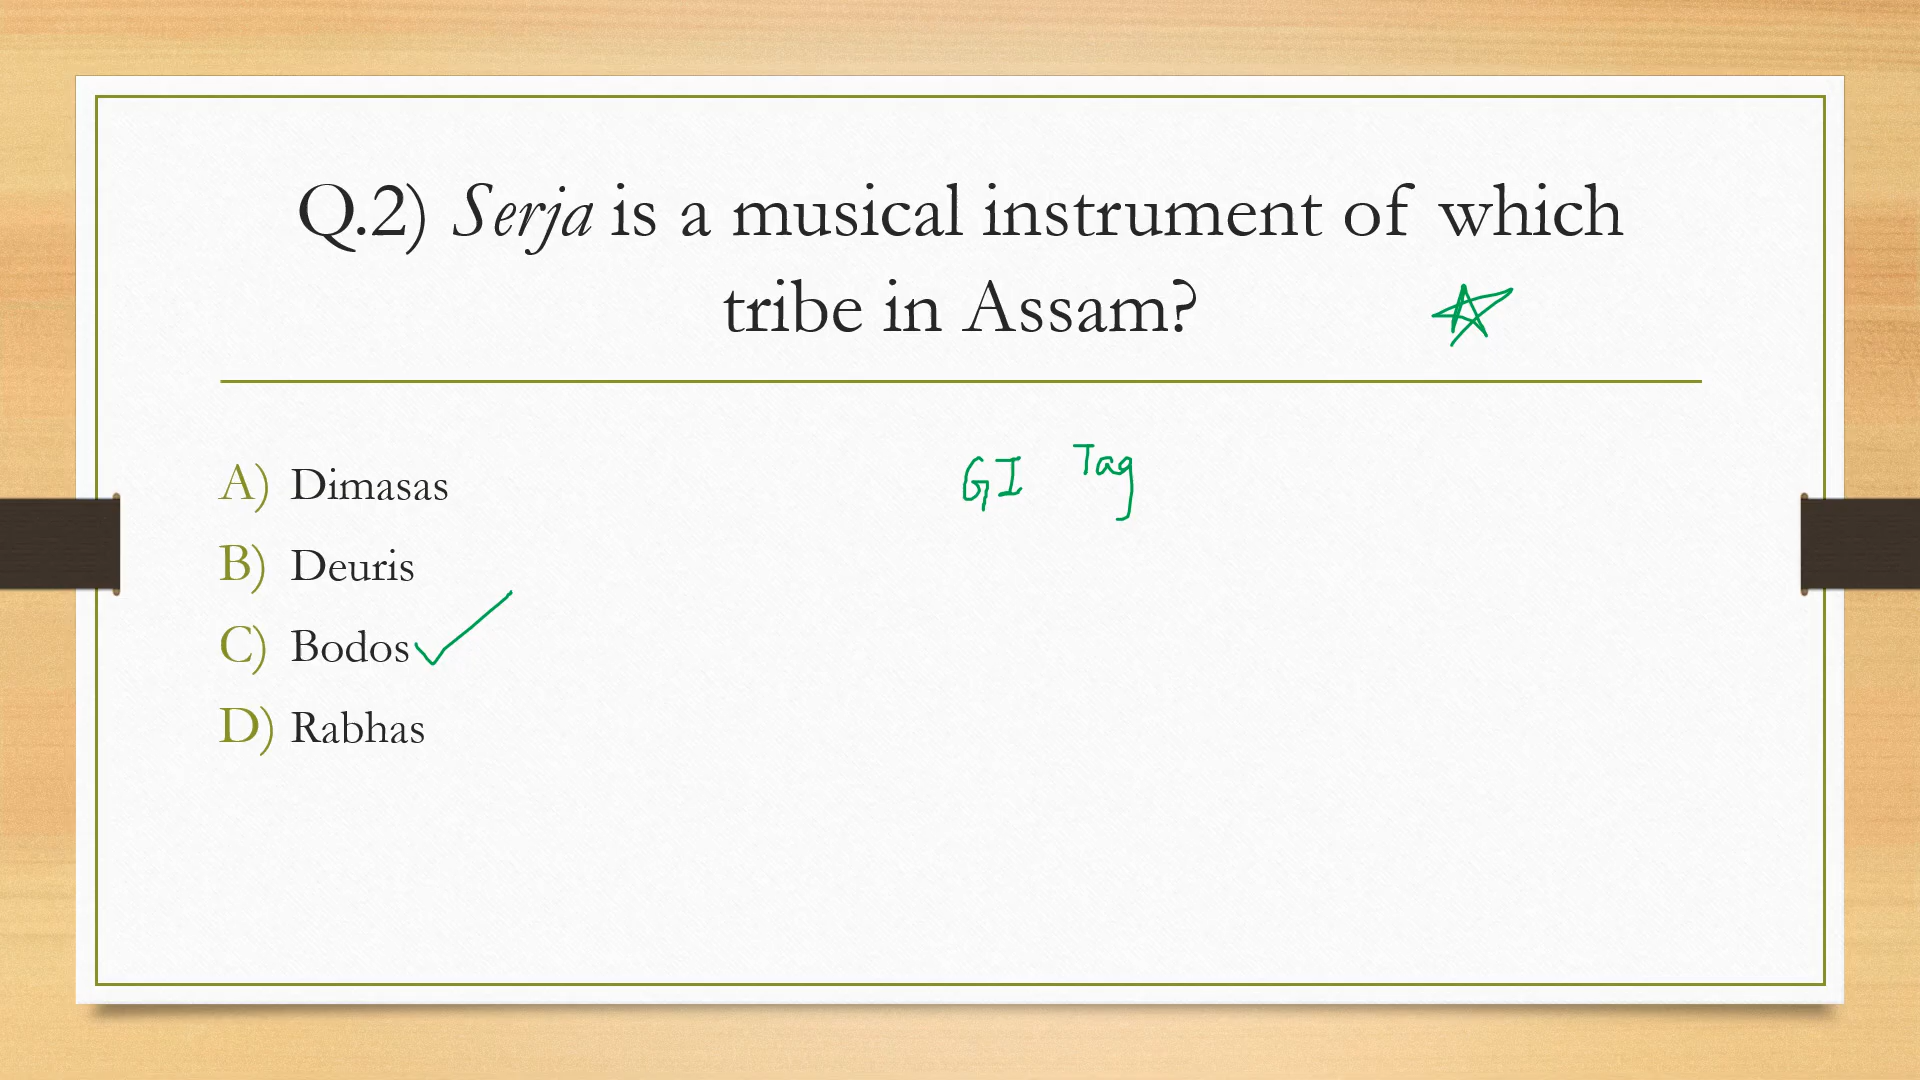 Q.2) Serja is a musical instrument of which
tribe in Assam?
A) Dimasas
GI Tag
B) Deuris
C) Bodos
D) Rabhas